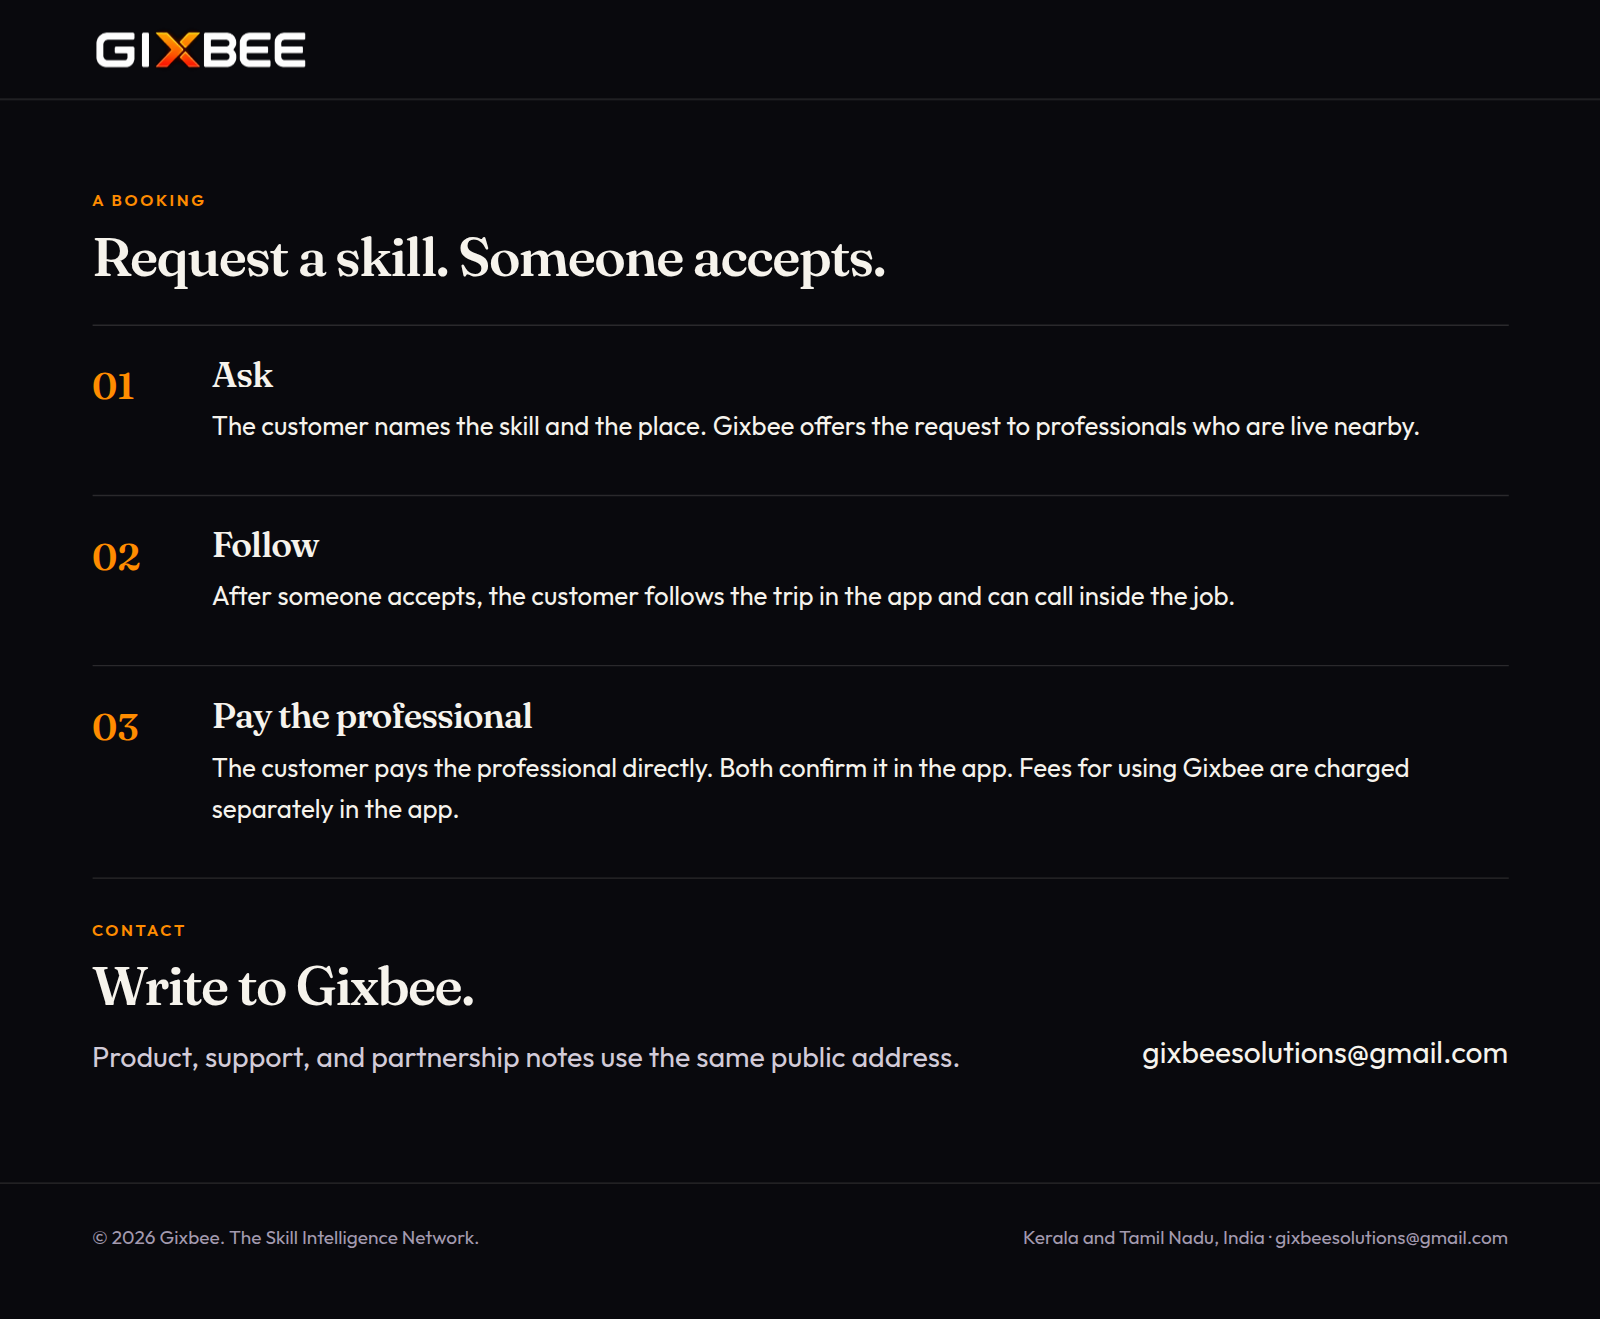 GIXBEE
A BOOKING
Request a skill. Someone accepts.
01
Ask
The customer names the skill and the place. Gixbee offers the request to professionals who are live nearby.
02
Follow
After someone accepts, the customer follows the trip in the app and can call inside the job.
03
Pay the professional
The customer pays the professional directly. Both confirm it in the app. Fees for using Gixbee are charged
separately in the app.
CONTACT
Write to Gixbee.
Product, support, and partnership notes use the same public address.
gixbeesolutions@gmail.com
© 2026 Gixbee. The Skill Intelligence Network.
Kerala and Tamil Nadu, India · gixbeesolutions@gmail.com